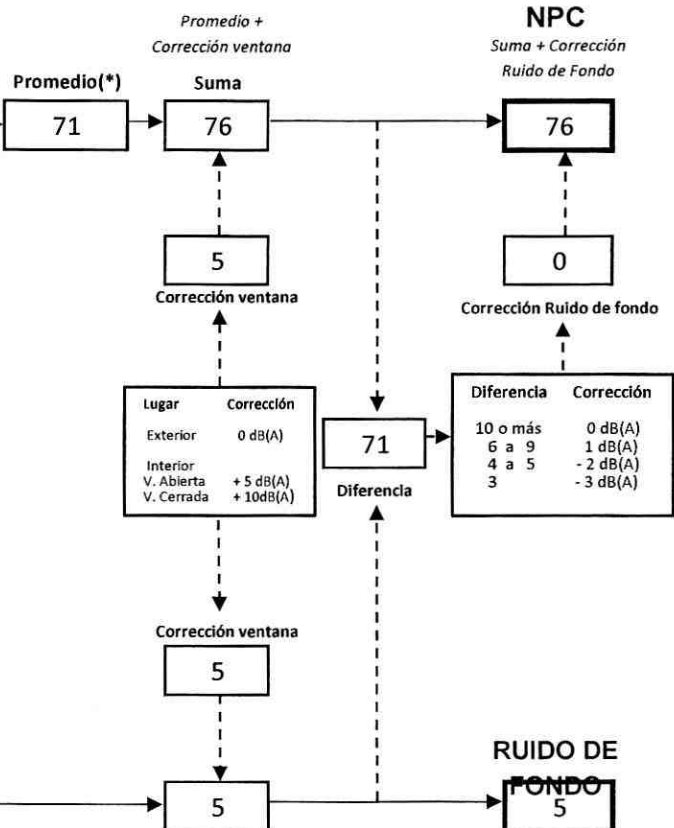 Promedio +
Corrección ventana
NPC
Suma + Corrección
Ruido de Fondo
Promedio(*)
Suma
71
76
76
5
0
Corrección ventana
Corrección Ruido de fondo
Lugar Corrección
Exterior 0 dB(A)
Interior
V. Abierta + 5 dB(A)
V. Cerrada + 10dB(A)
71
Diferencia
Diferencia Corrección
10 o más 0 dB(A)
6 a 9 1 dB(A)
4 a 5 - 2 dB(A)
3 - 3 dB(A)
Corrección ventana
5
RUIDO DE
FONDO
5
5